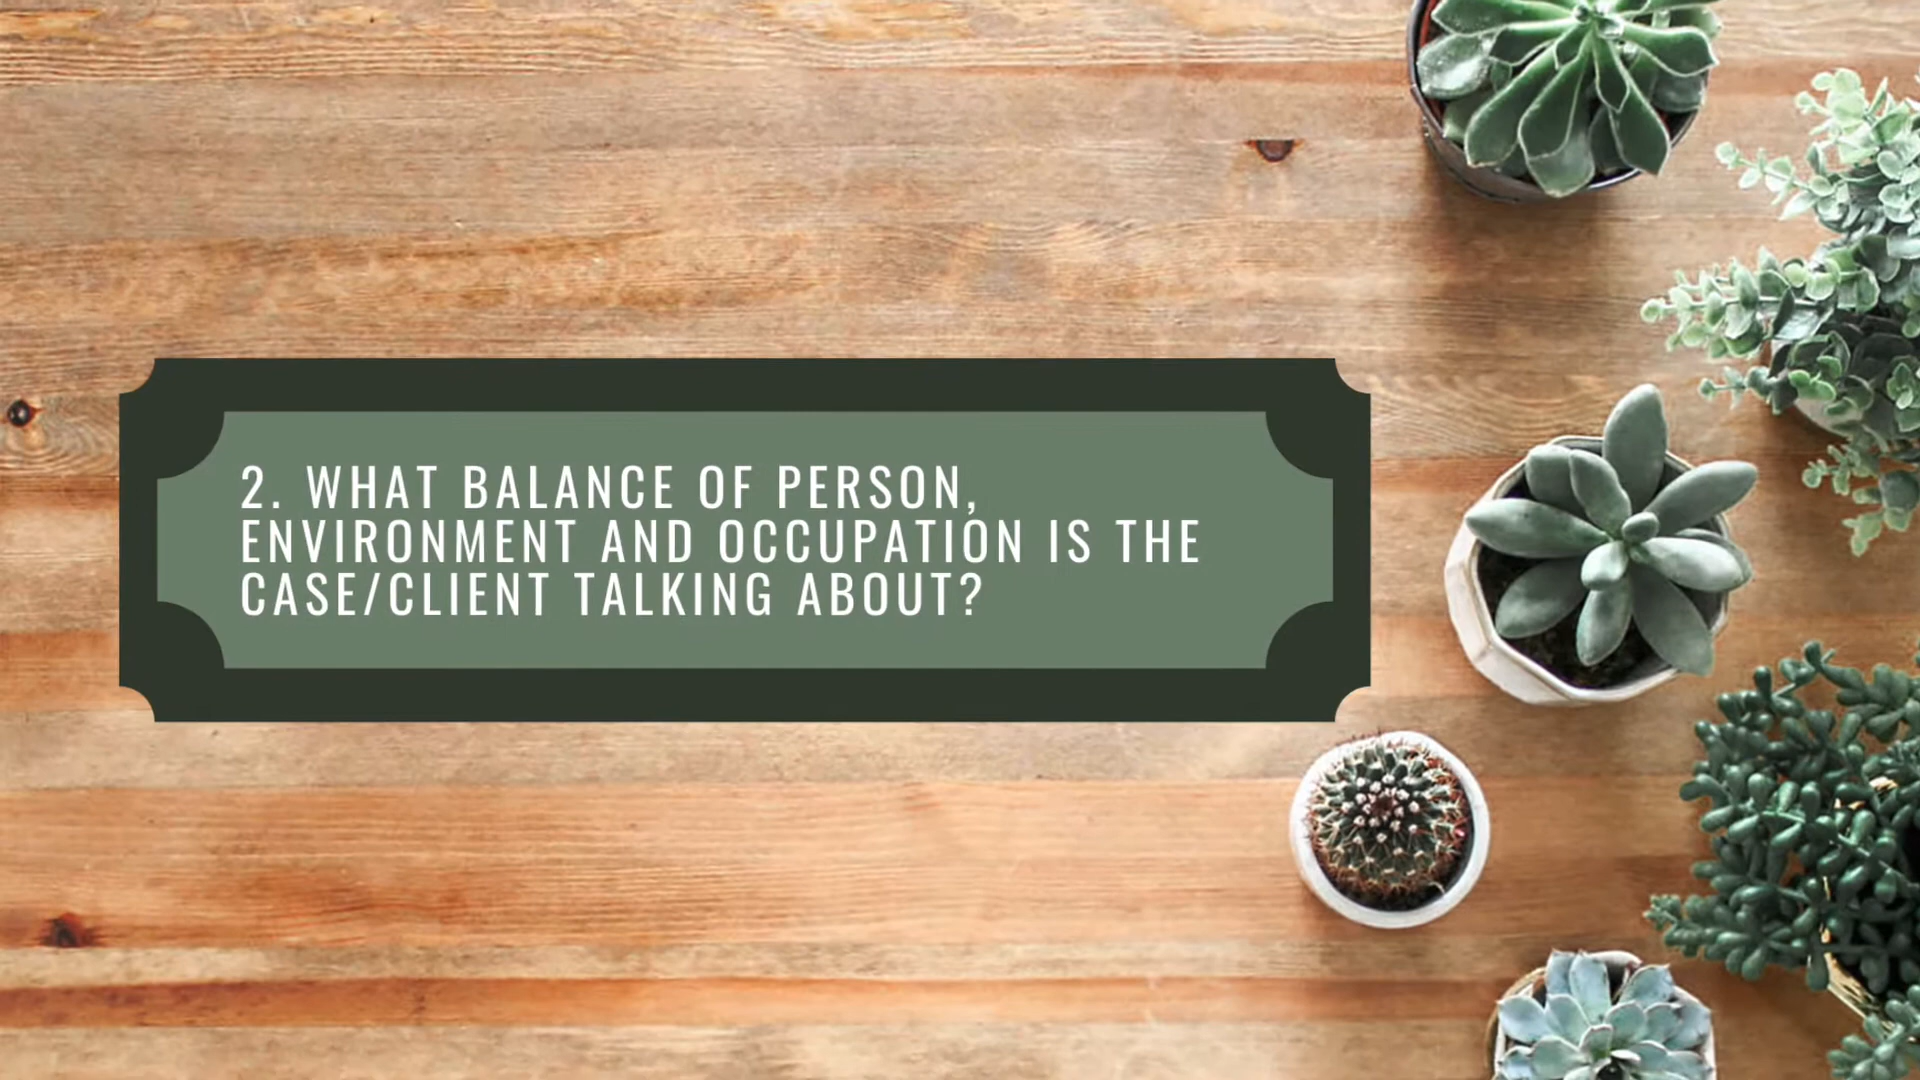 2. WHAT BALANCE OF PERSON,
ENVIRONMENT AND OCCUPATION IS THE
CASE/CLIENT TALKING ABOUT?